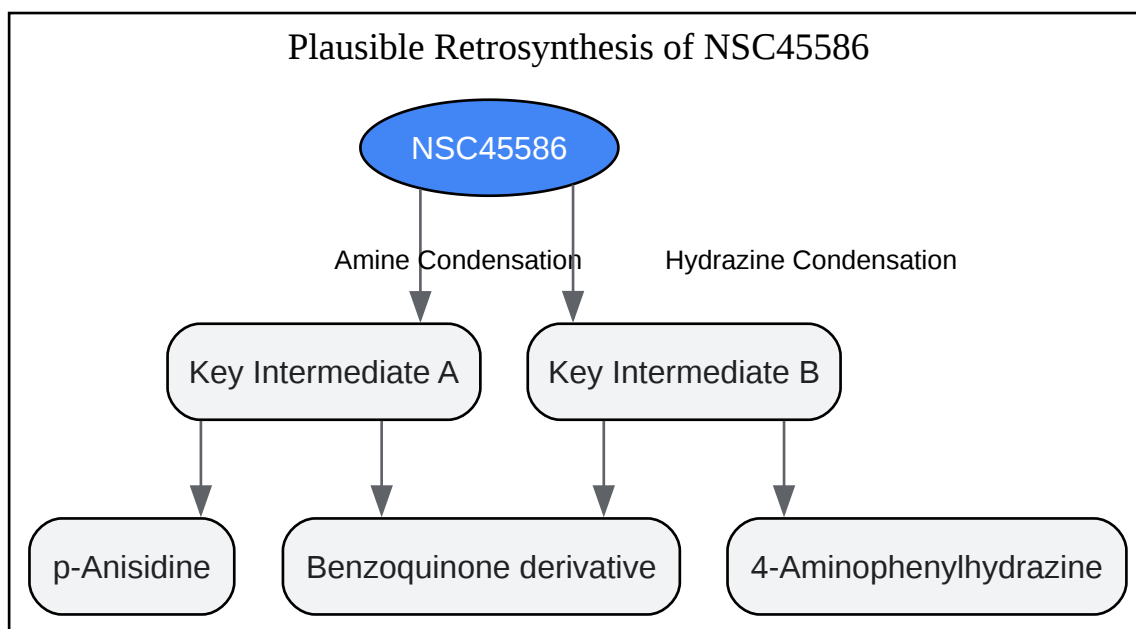 Plausible Retrosynthesis of NSC45586
NSC45586
Amine Condensation
Hydrazine Condensation
Key Intermediate A
Key Intermediate B
p-Anisidine
Benzoquinone derivative
4-Aminophenylhydrazine